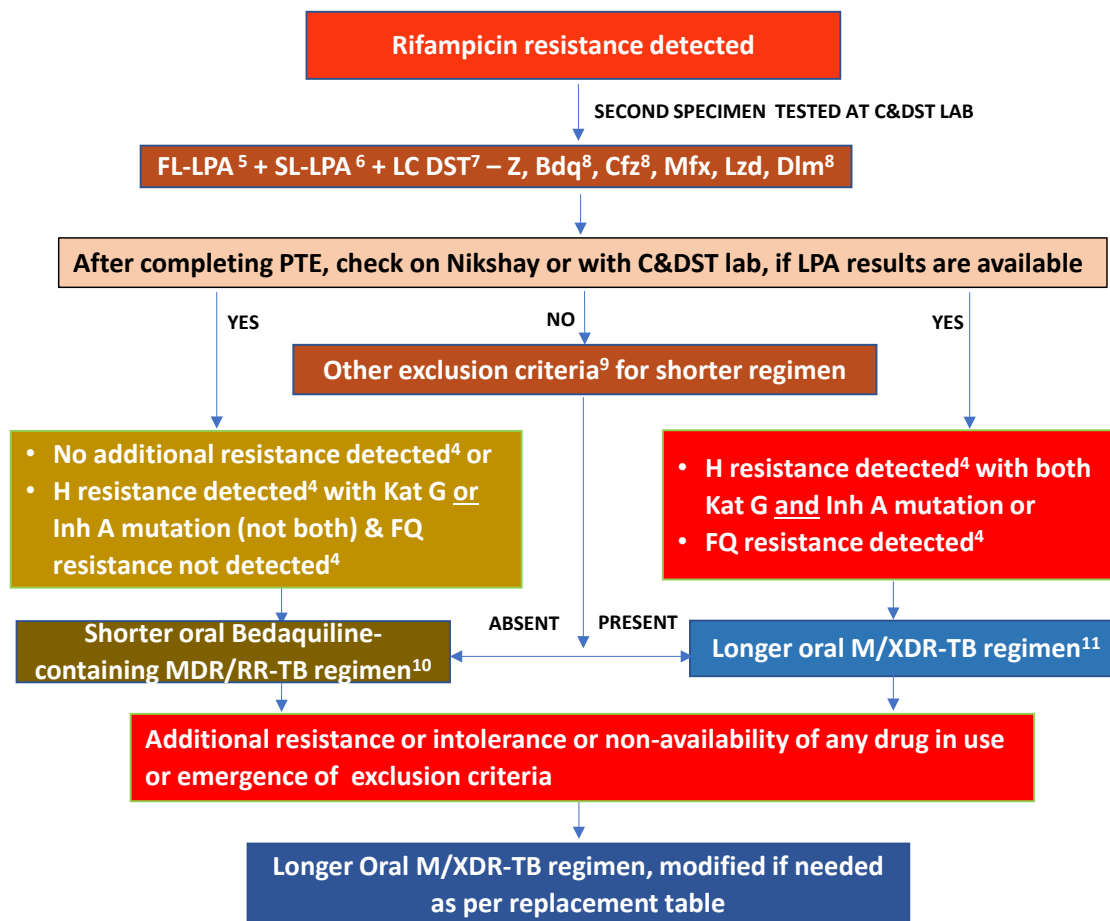 Rifampicin resistance detected
SECOND SPECIMEN TESTED AT C&DST LAB
FL-LPA ⁵ + SL-LPA ⁶ + LC DST⁷ – Z, Bdq⁸, Cfz⁸, Mfx, Lzd, Dlm⁸
After completing PTE, check on Nikshay or with C&DST lab, if LPA results are available
YES
NO
YES
Other exclusion criteria⁹ for shorter regimen
• No additional resistance detected⁴ or
• H resistance detected⁴ with Kat G or
Inh A mutation (not both) & FQ
resistance not detected⁴
• H resistance detected⁴ with both
Kat G and Inh A mutation or
• FQ resistance detected⁴
Shorter oral Bedaquiline-
containing MDR/RR-TB regimen¹⁰
ABSENT
PRESENT
Longer oral M/XDR-TB regimen¹¹
Additional resistance or intolerance or non-availability of any drug in use
or emergence of exclusion criteria
Longer Oral M/XDR-TB regimen, modified if needed
as per replacement table